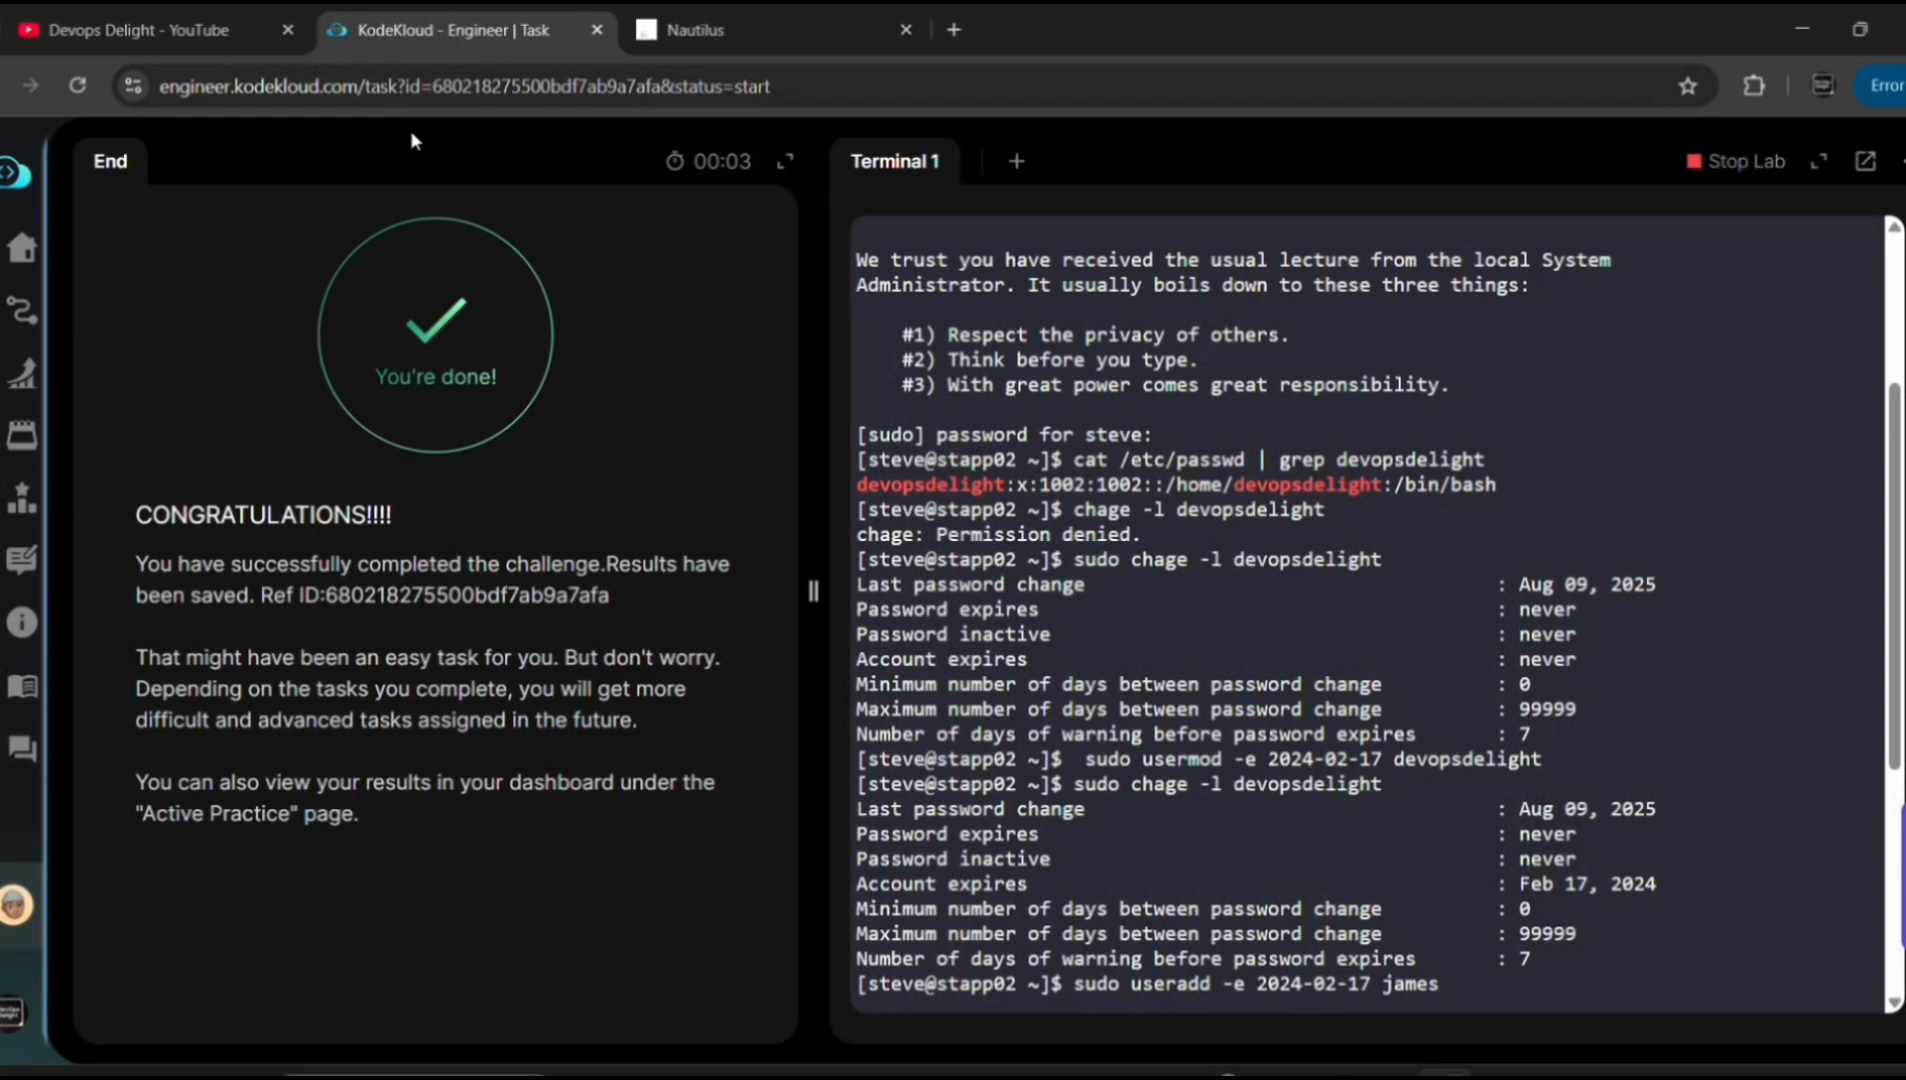 Devops Delight - YouTube
KodeKloud - Engineer | Task
Nautilus
engineer.kodekloud.com/task?id=680218275500bdf7ab9a7afa&status=start
Error
End
00:03
You're done!
CONGRATULATIONS!!!!
You have successfully completed the challenge.Results have
been saved. Ref ID:680218275500bdf7ab9a7afa
That might have been an easy task for you. But don't worry.
Depending on the tasks you complete, you will get more
difficult and advanced tasks assigned in the future.
You can also view your results in your dashboard under the
"Active Practice" page.
Terminal 1
Stop Lab
We trust you have received the usual lecture from the local System
Administrator. It usually boils down to these three things:
#1) Respect the privacy of others.
#2) Think before you type.
#3) With great power comes great responsibility.
[sudo] password for steve:
[steve@stapp02 ~]$ cat /etc/passwd | grep devopsdelight
devopsdelight:x:1002:1002::/home/devopsdelight:/bin/bash
[steve@stapp02 ~]$ chage -l devopsdelight
chage: Permission denied.
[steve@stapp02 ~]$ sudo chage -l devopsdelight
Last password change : Aug 09, 2025
Password expires : never
Password inactive : never
Account expires : never
Minimum number of days between password change : 0
Maximum number of days between password change : 99999
Number of days of warning before password expires : 7
[steve@stapp02 ~]$  sudo usermod -e 2024-02-17 devopsdelight
[steve@stapp02 ~]$ sudo chage -l devopsdelight
Last password change : Aug 09, 2025
Password expires : never
Password inactive : never
Account expires : Feb 17, 2024
Minimum number of days between password change : 0
Maximum number of days between password change : 99999
Number of days of warning before password expires : 7
[steve@stapp02 ~]$ sudo useradd -e 2024-02-17 james